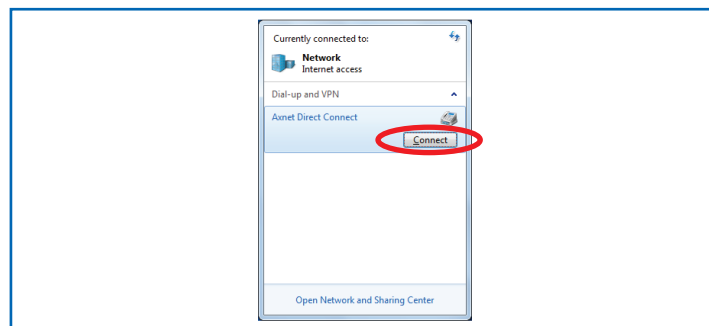 Currently connected to:
Network
Internet access
Dial-up and VPN
Axnet Direct Connect
Connect
Open Network and Sharing Center